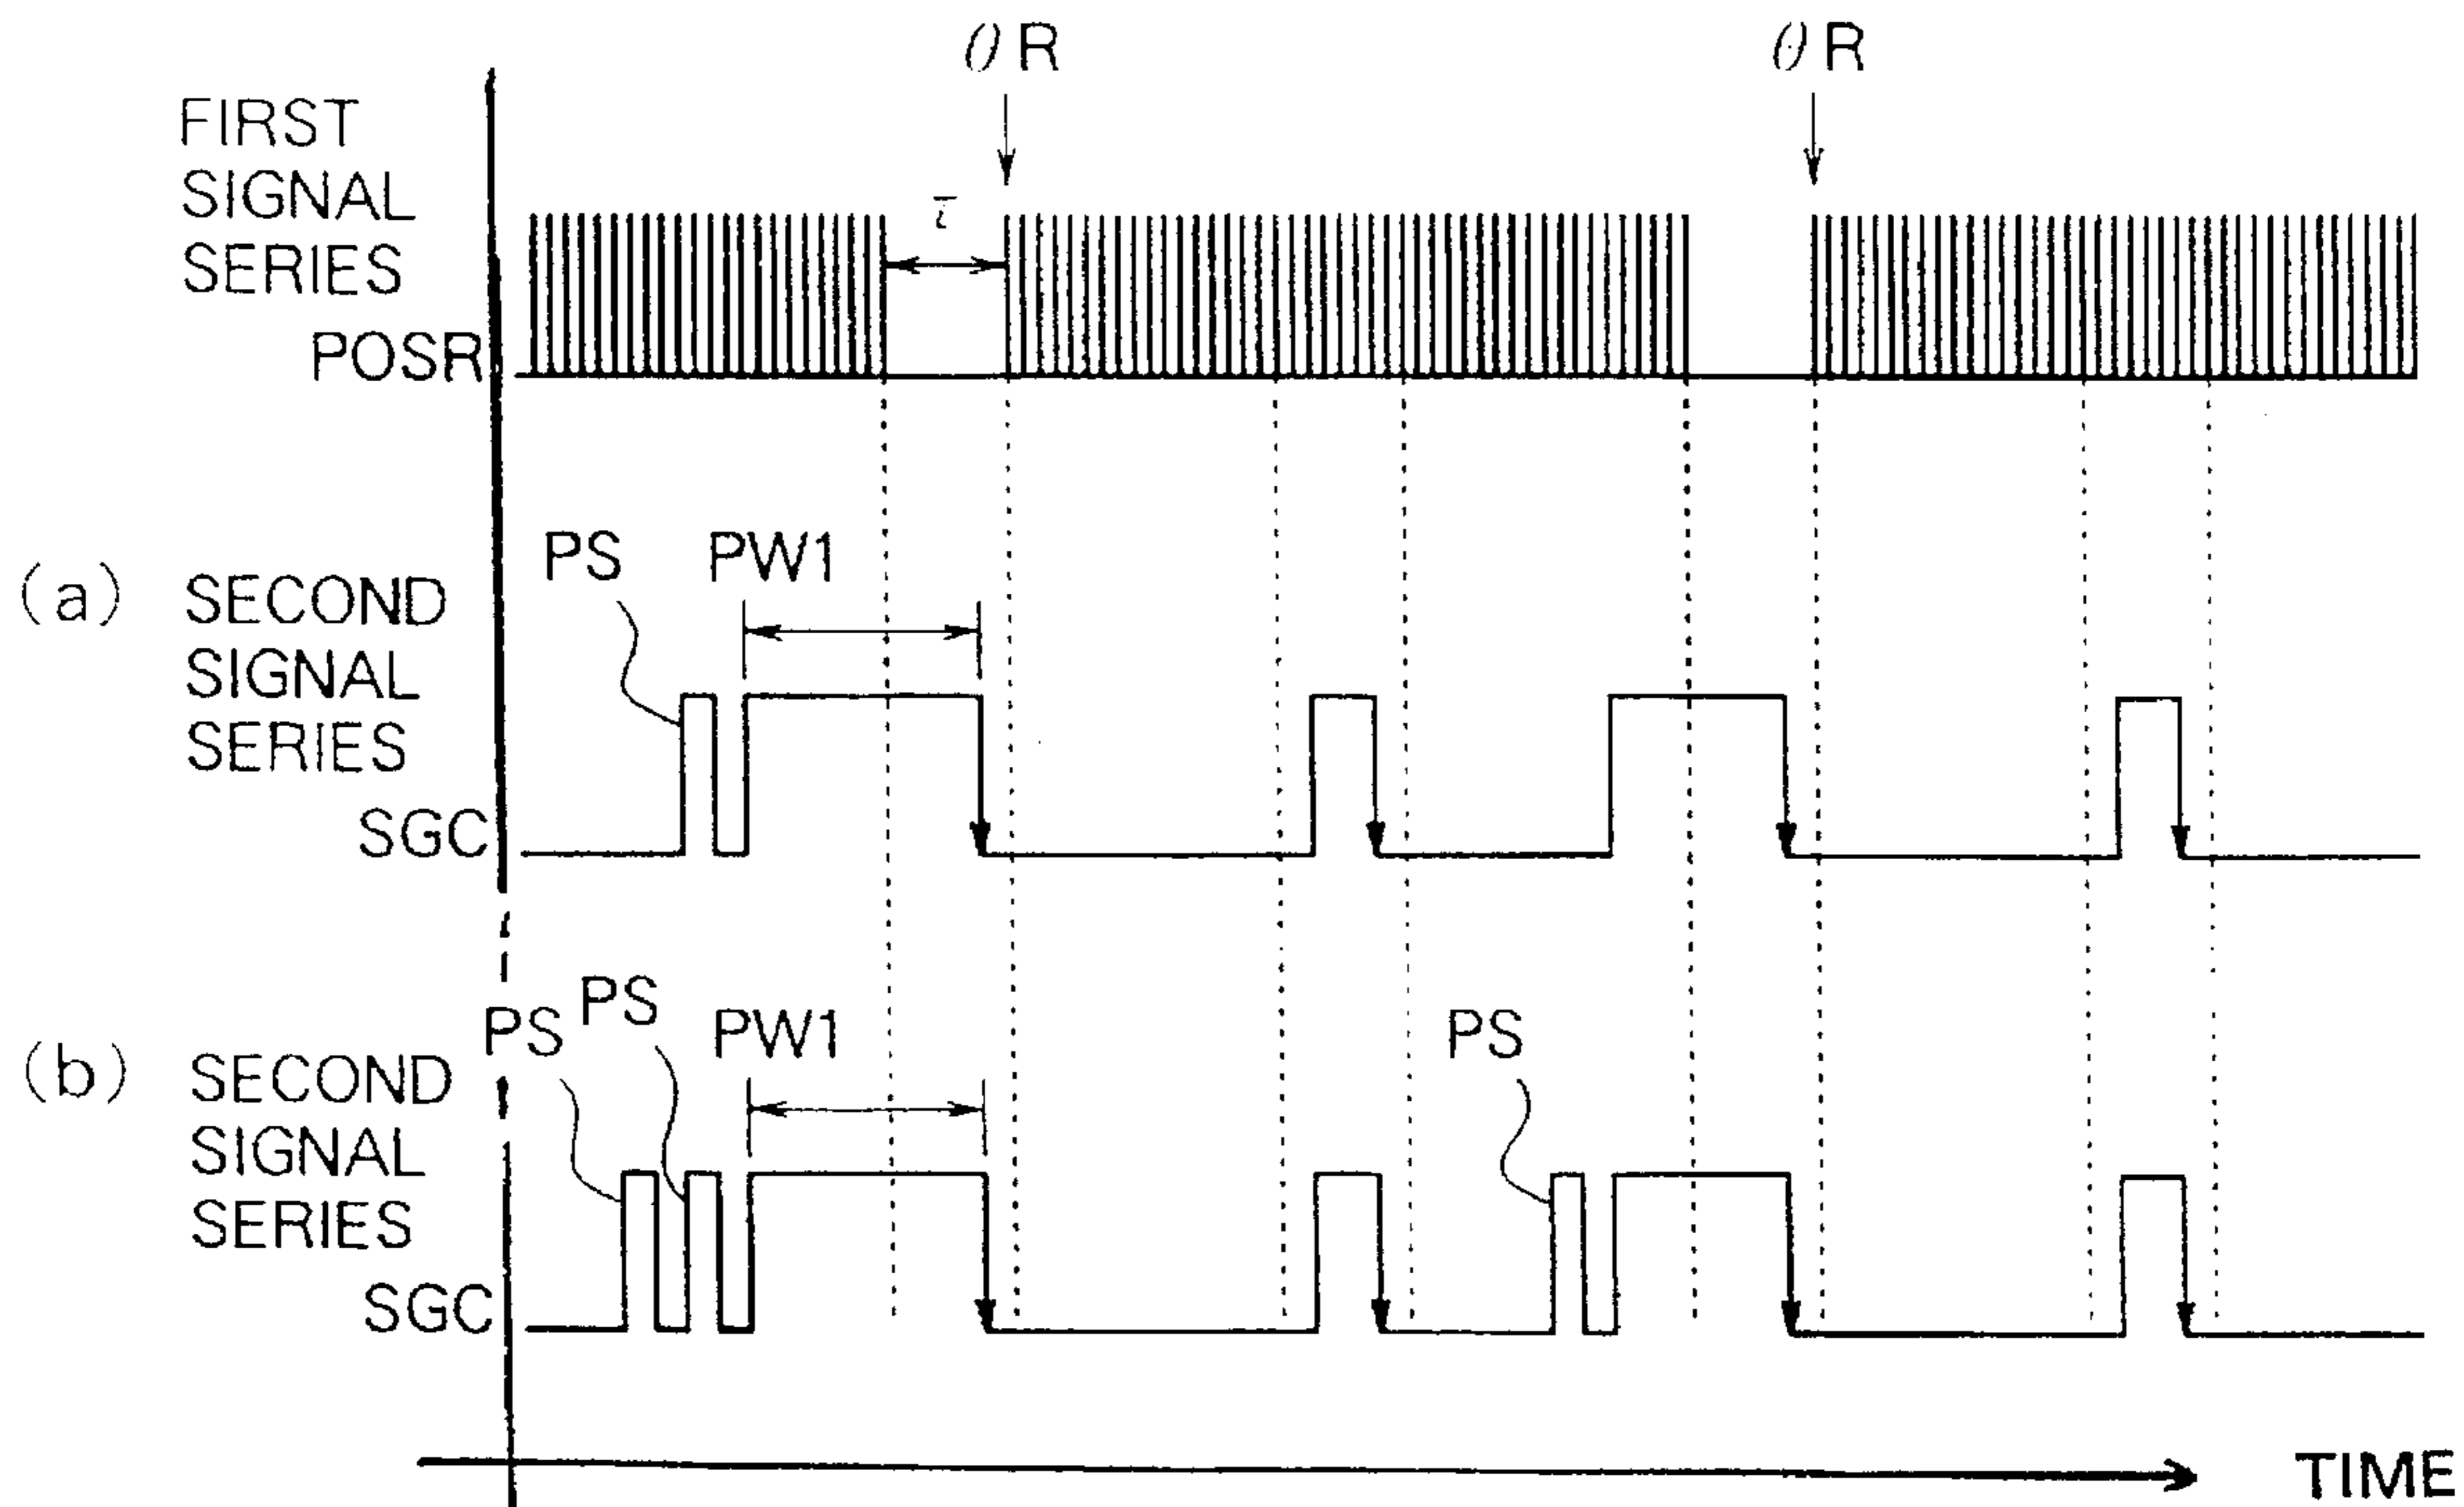 θR
θR
FIRST
SIGNAL
SERIES
τ
POSR
(a)
SECOND
SIGNAL
SERIES
PS
PW1
SGC
(b)
SECOND
SIGNAL
SERIES
PS
PS
PW1
PS
SGC
TIME